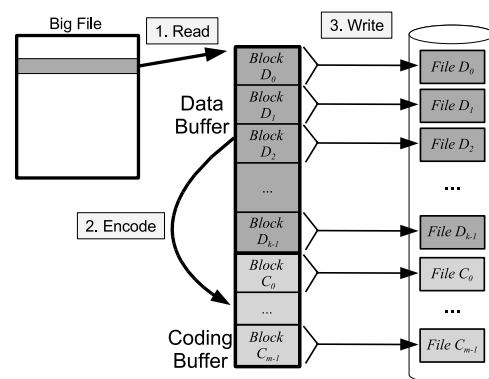 Big File
1. Read
3. Write
Data
Buffer
Block
D0
Block
D1
Block
D2
...
Block
Dk-1
2. Encode
Coding
Buffer
Block
C0
...
Block
Cm-1
File D0
File D1
File D2
...
File Dk-1
File C0
...
File Cm-1